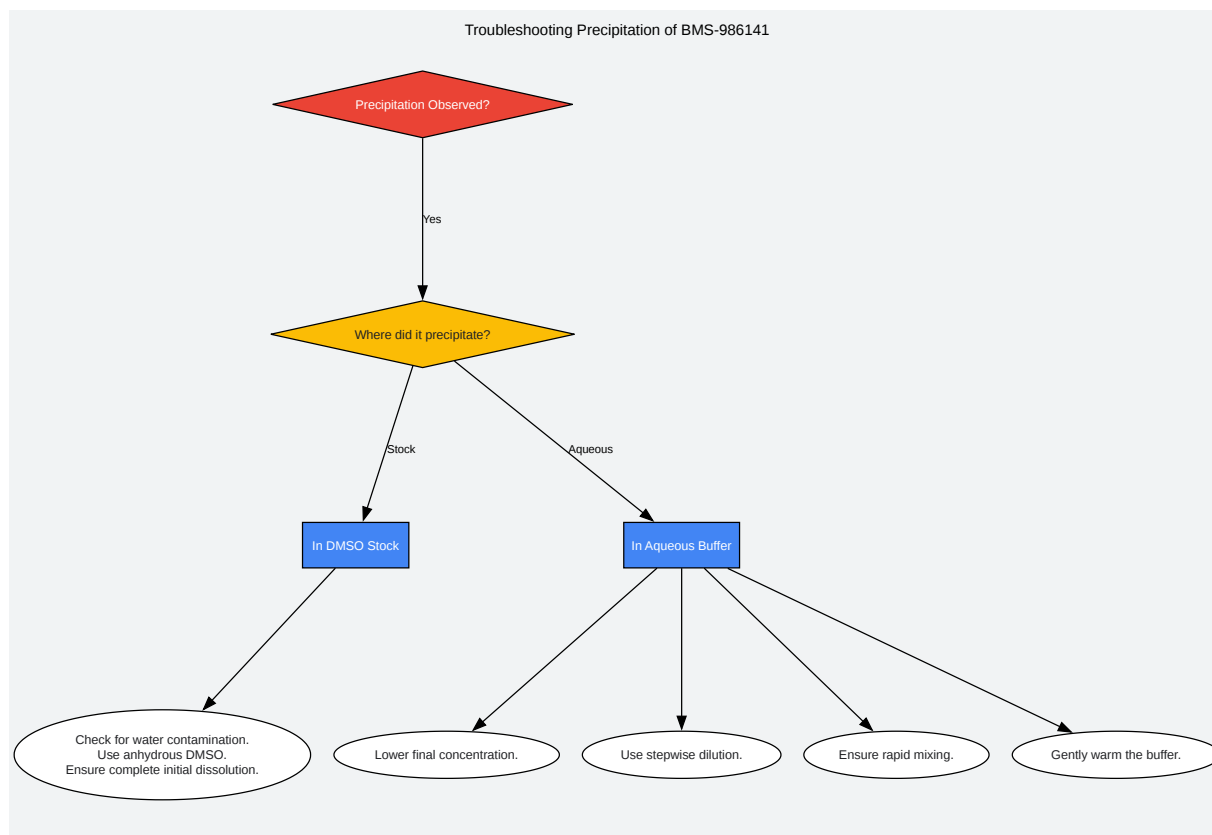 Troubleshooting Precipitation of BMS-986141
Precipitation Observed?
Yes
Where did it precipitate?
Stock
Aqueous
In DMSO Stock
In Aqueous Buffer
Check for water contamination.
Use anhydrous DMSO.
Ensure complete initial dissolution.
Lower final concentration.
Use stepwise dilution.
Ensure rapid mixing.
Gently warm the buffer.